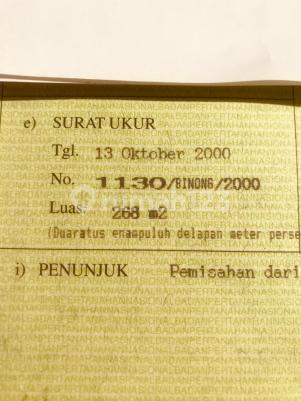 e) SURAT UKUR
Tgl. 13 Oktober 2000
No. 1130/BINONG/2000
Luas. 268 m2
(Duaratus enampuluh delapan meter perse
i) PENUNJUK Pemisahan dari